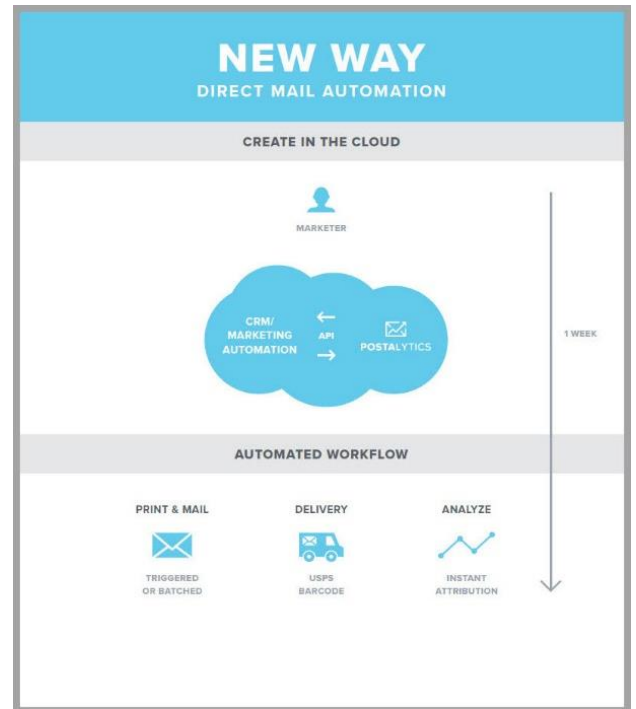 NEW WAY
DIRECT MAIL AUTOMATION
CREATE IN THE CLOUD
MARKETER
CRM/
MARKETING
AUTOMATION
API
POSTALYTICS
1 WEEK
AUTOMATED WORKFLOW
PRINT & MAIL
TRIGGERED
OR BATCHED
DELIVERY
USPS
BARCODE
ANALYZE
INSTANT
ATTRIBUTION